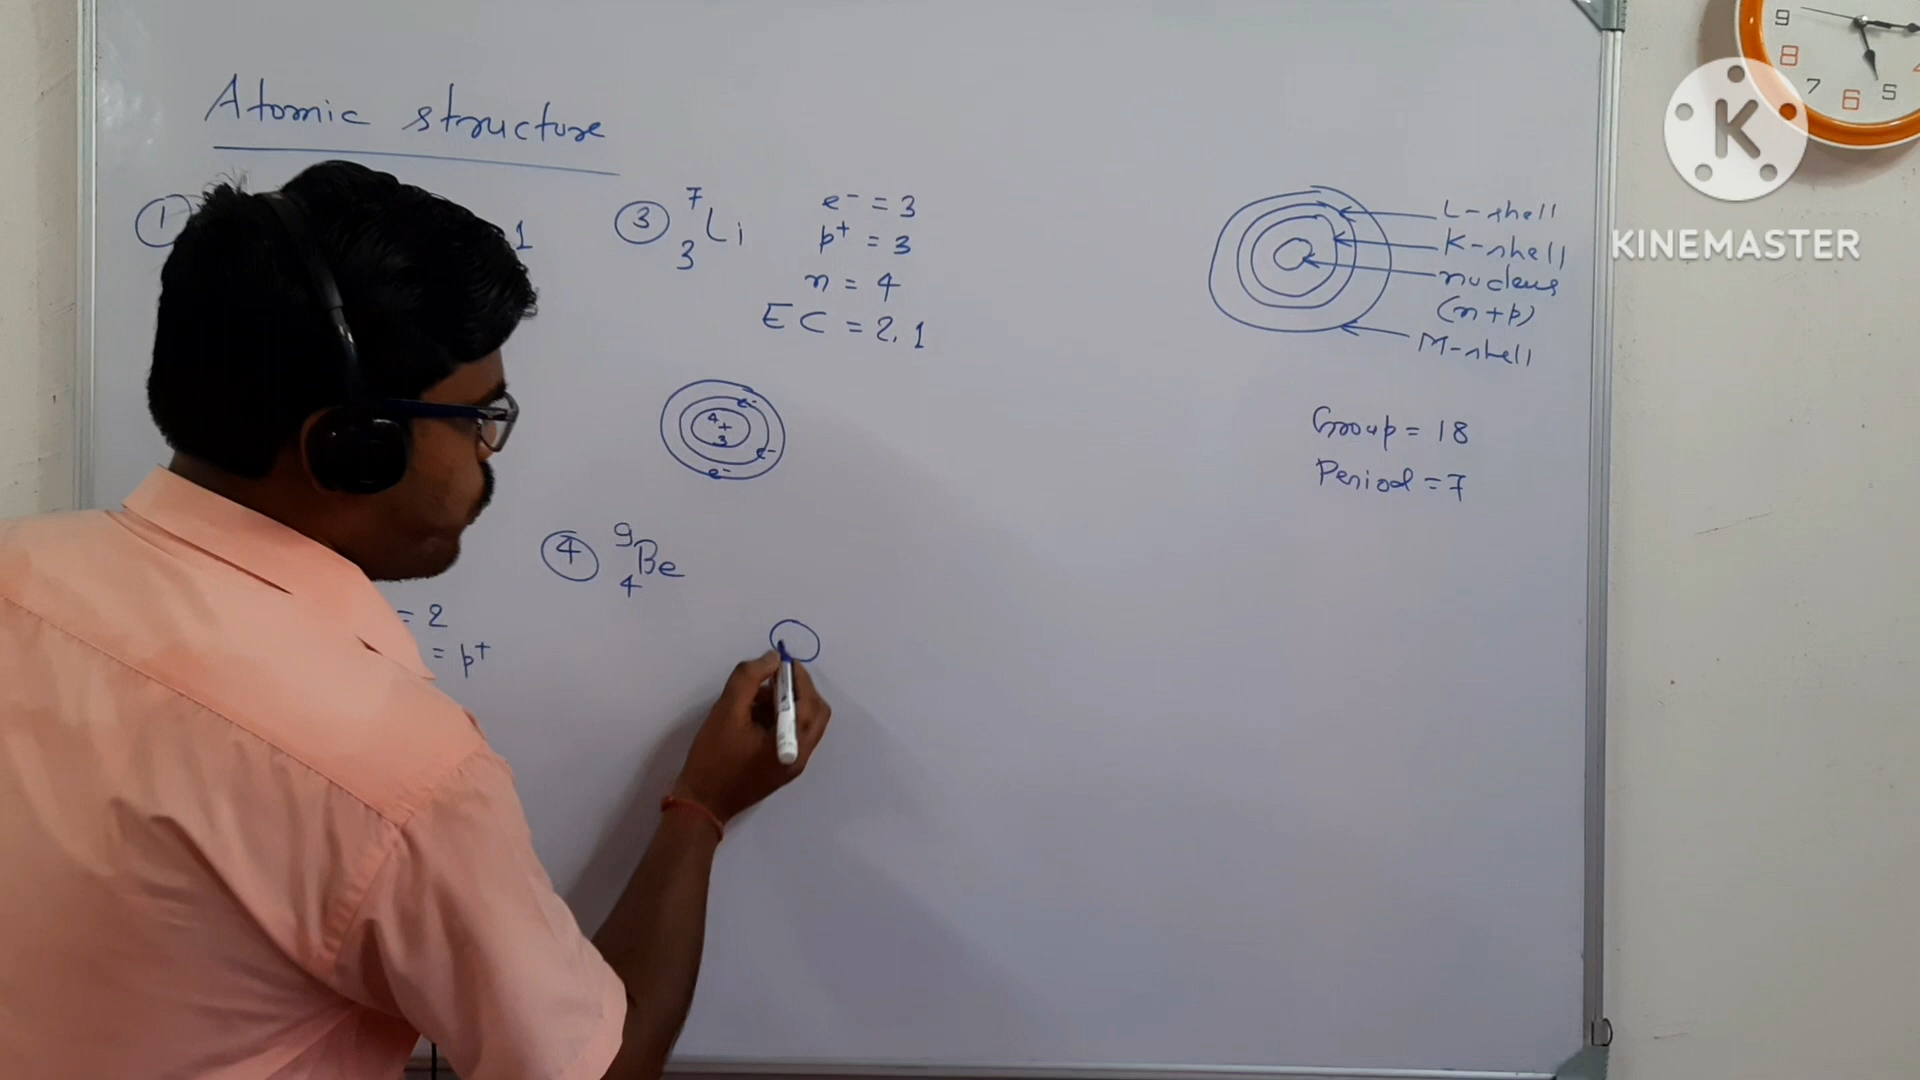 Atomic structure
1
1
3 7 3 Li
e⁻ = 3
p⁺ = 3
n = 4
EC = 2, 1
4 + 3
e⁻
e⁻
e⁻
= 2
= p⁺
4 9 4 Be
L-shell
K-shell
nucleus
(n+p)
M-shell
Group = 18
Period = 7
9
8
7
6
5
4
K
KINEMASTER